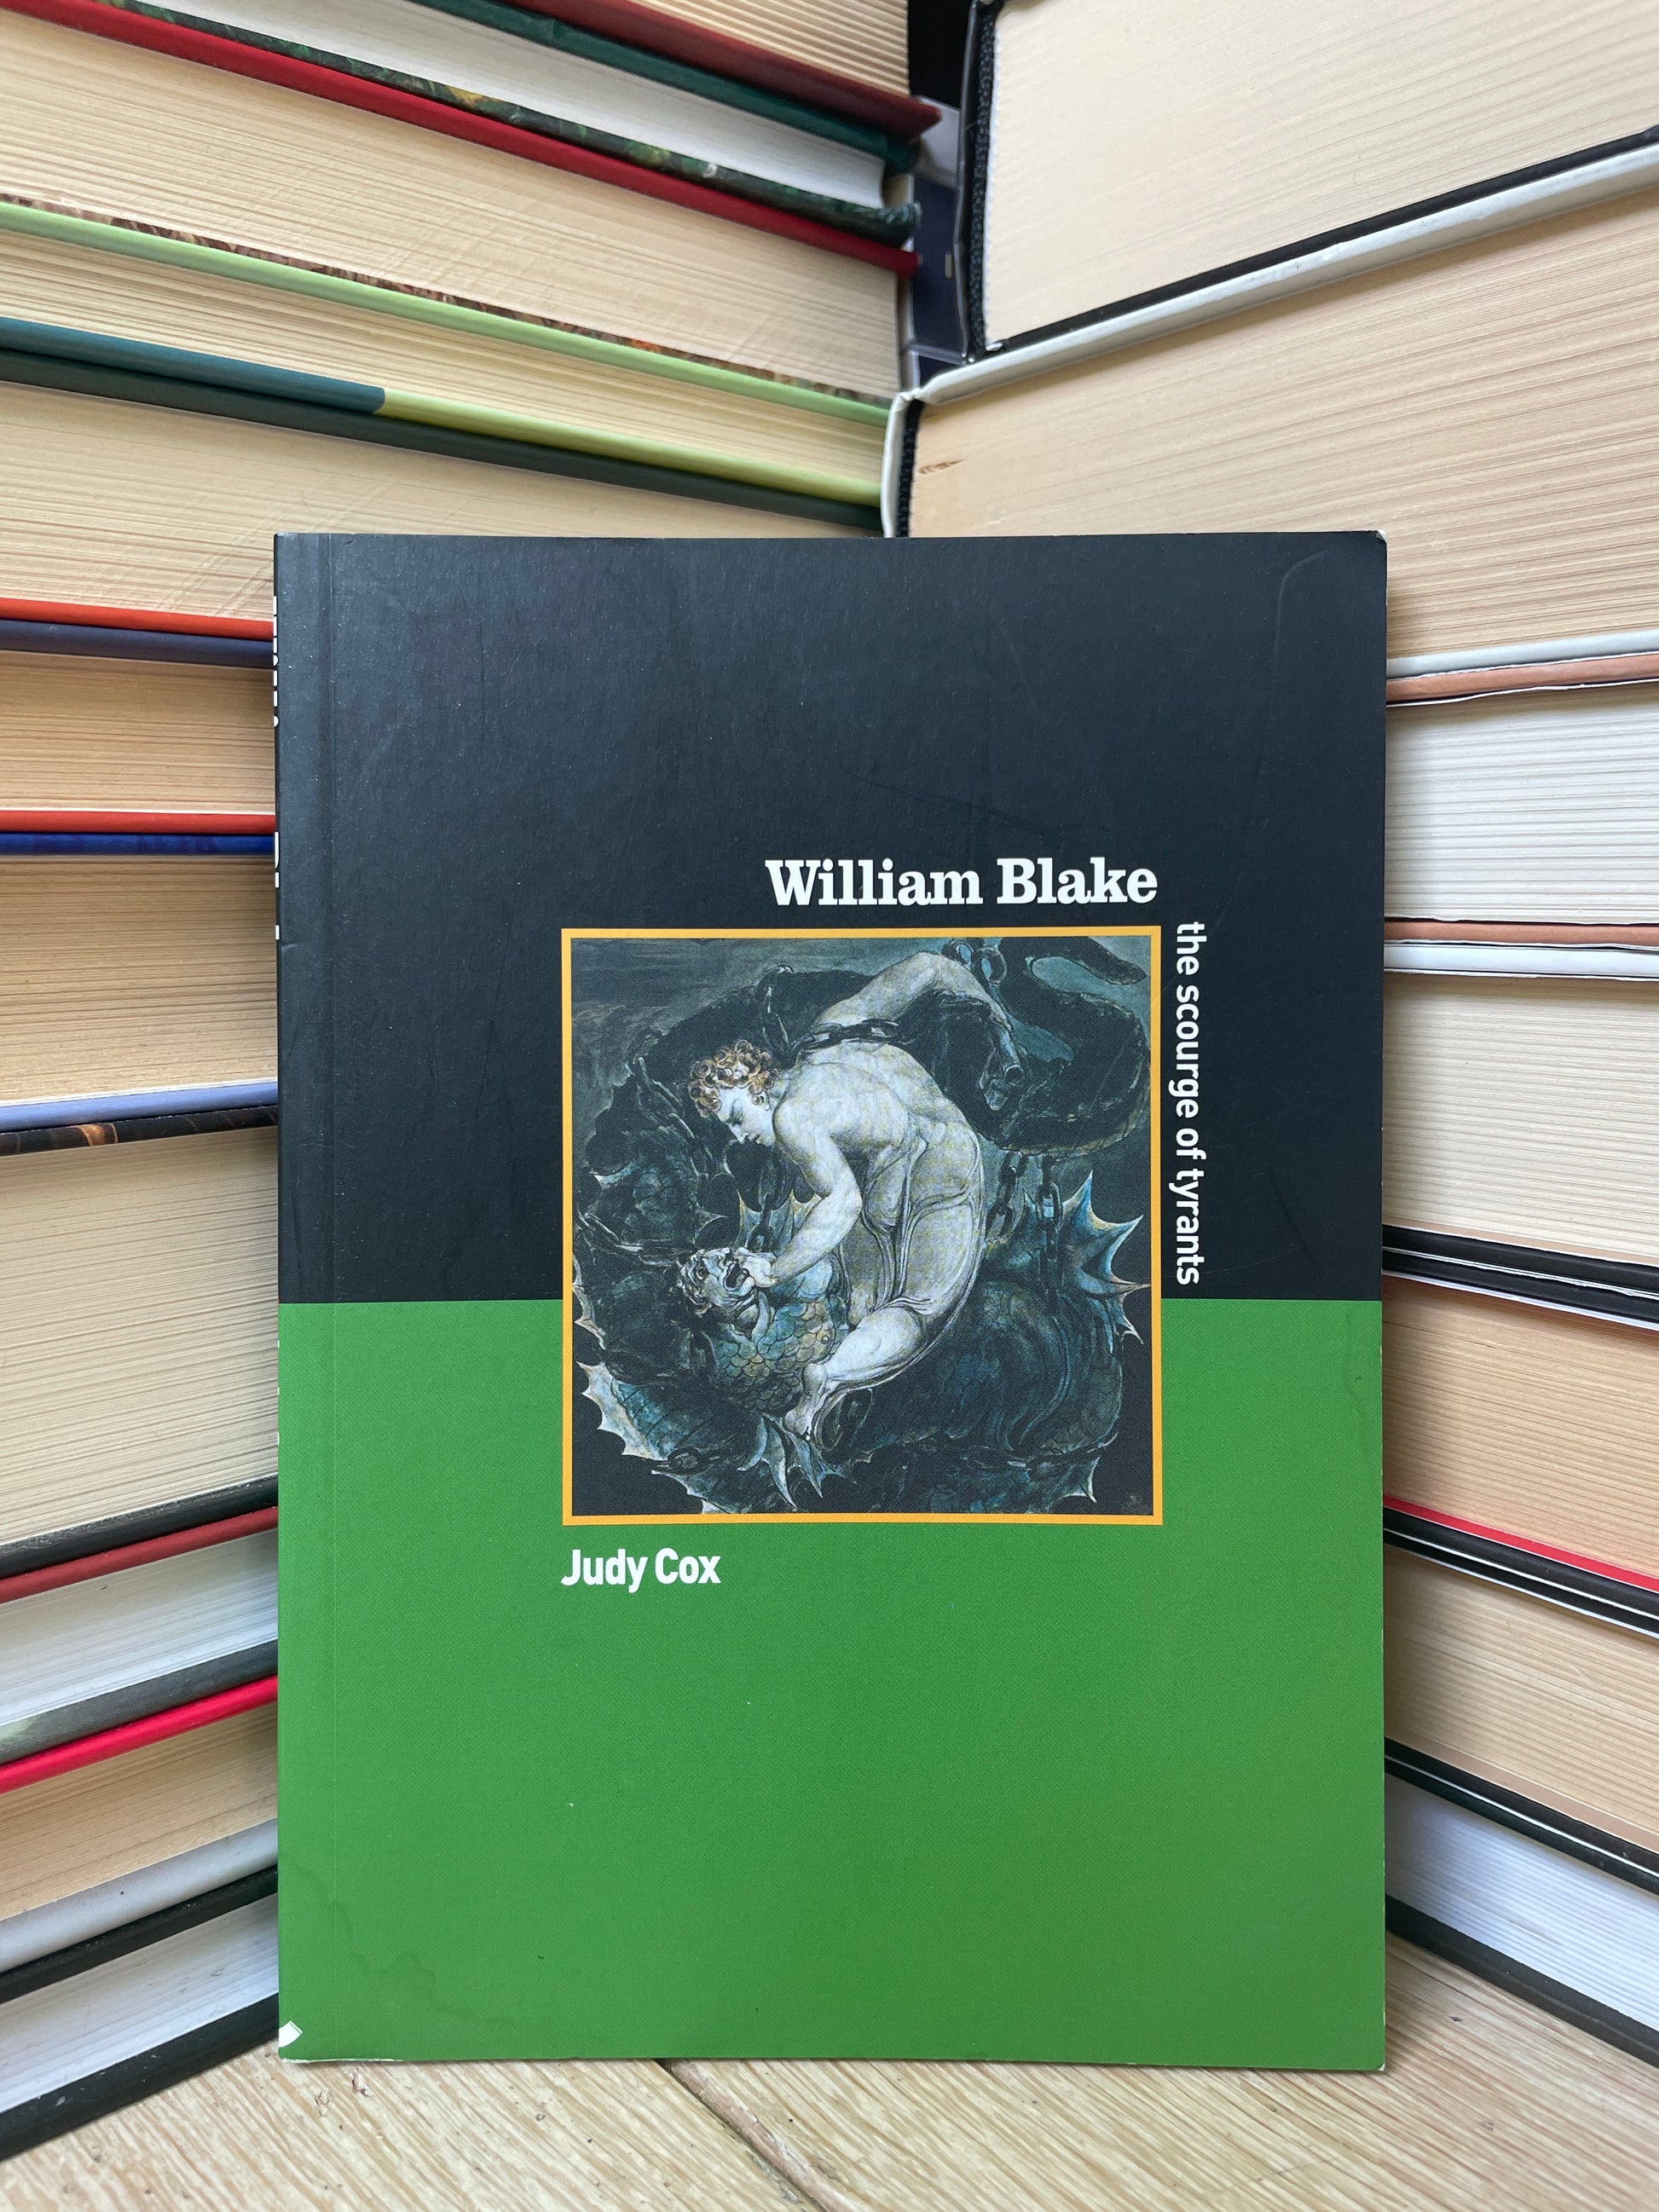 William Blake
the scourge of tyrants
Judy Cox